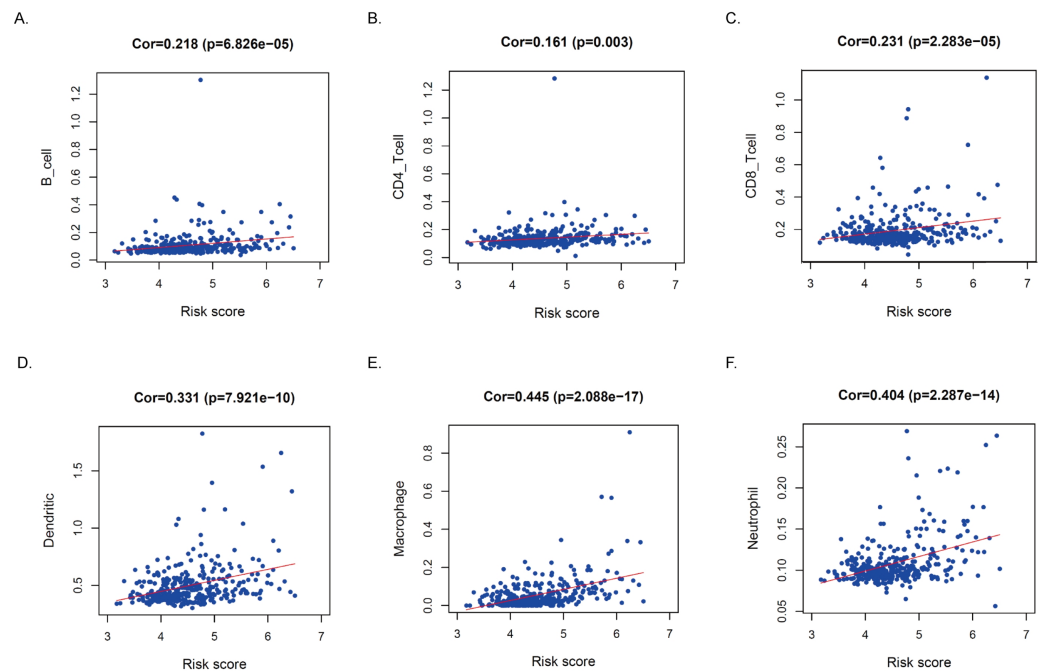 A.
B.
C.
Cor=0.218 (p=6.826e−05)
Cor=0.161 (p=0.003)
Cor=0.231 (p=2.283e−05)
B_cell
0.0
0.2
0.4
0.6
0.8
1.0
1.2
3
4
5
6
7
Risk score
CD4_Tcell
0.0
0.2
0.4
0.6
0.8
1.0
1.2
3
4
5
6
7
Risk score
CD8_Tcell
0.2
0.4
0.6
0.8
1.0
3
4
5
6
7
Risk score
D.
E.
F.
Cor=0.331 (p=7.921e−10)
Cor=0.445 (p=2.088e−17)
Cor=0.404 (p=2.287e−14)
Dendritic
0.5
1.0
1.5
3
4
5
6
7
Risk score
Macrophage
0.0
0.2
0.4
0.6
0.8
3
4
5
6
7
Risk score
Neutrophil
0.05
0.10
0.15
0.20
0.25
3
4
5
6
7
Risk score